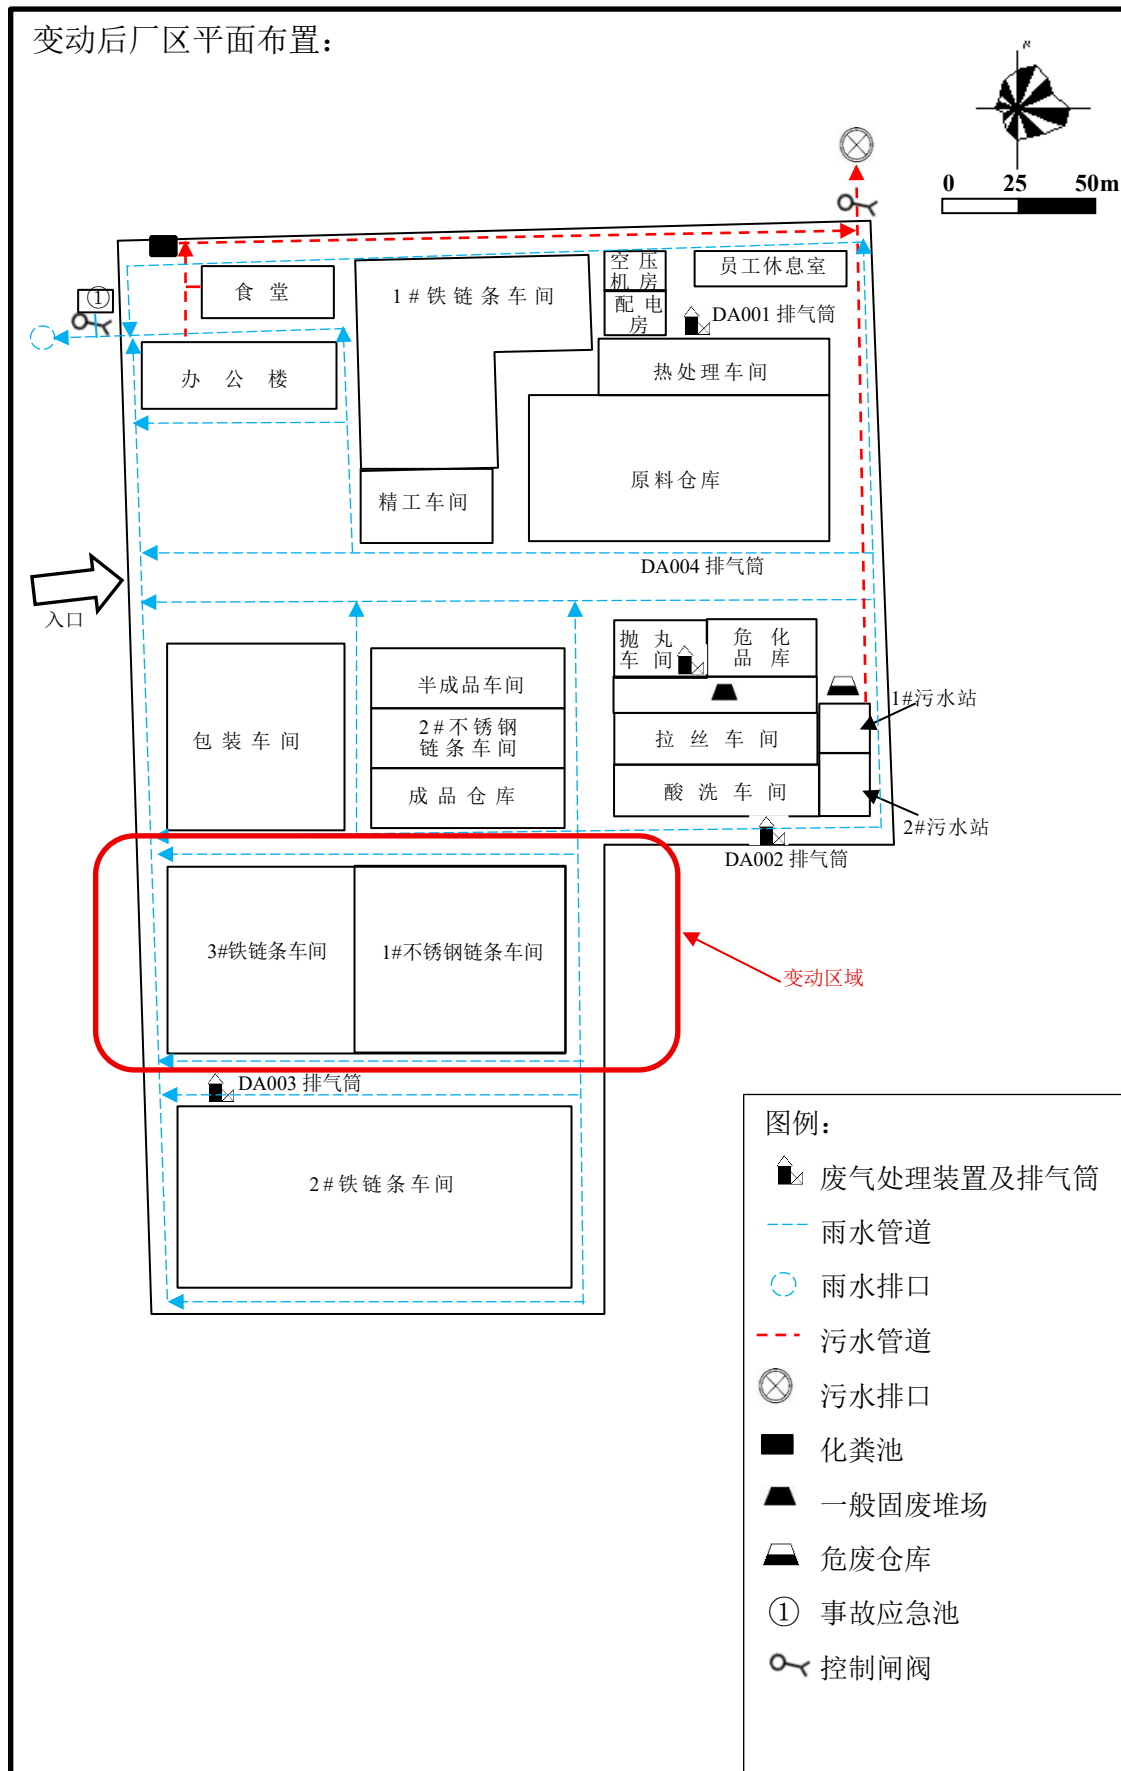 变动后厂区平面布置：
0 25 50m
空压
机房
配电
房
员工休息室
食堂
1#铁链条车间
①
DA001 排气筒
办公楼
热处理车间
原料仓库
精工车间
DA004 排气筒
入口
抛丸
车间
危化
品库
半成品车间
1#污水站
包装车间
2#不锈钢
链条车间
拉丝车间
成品仓库
酸洗车间
2#污水站
DA002 排气筒
3#铁链条车间
1#不锈钢链条车间
变动区域
DA003 排气筒
2#铁链条车间
图例：
废气处理装置及排气筒
雨水管道
雨水排口
污水管道
污水排口
化粪池
一般固废堆场
危废仓库
① 事故应急池
控制闸阀